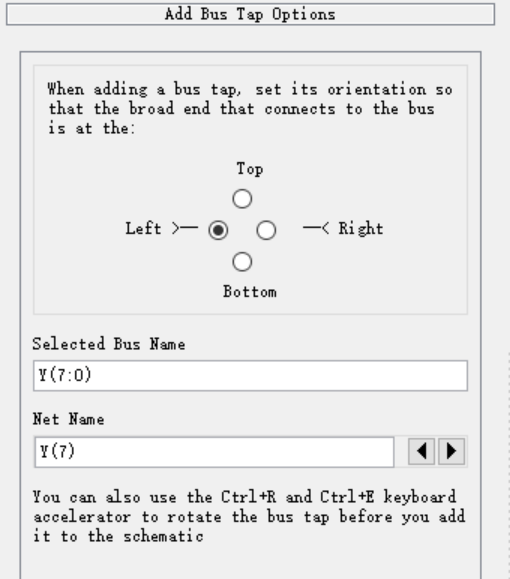 Add Bus Tap Options
When adding a bus tap, set its orientation so
that the broad end that connects to the bus
is at the:
Top
Left >— —< Right
Bottom
Selected Bus Name
Y(7:0)
Net Name
Y(7)
You can also use the Ctrl+R and Ctrl+E keyboard
accelerator to rotate the bus tap before you add
it to the schematic